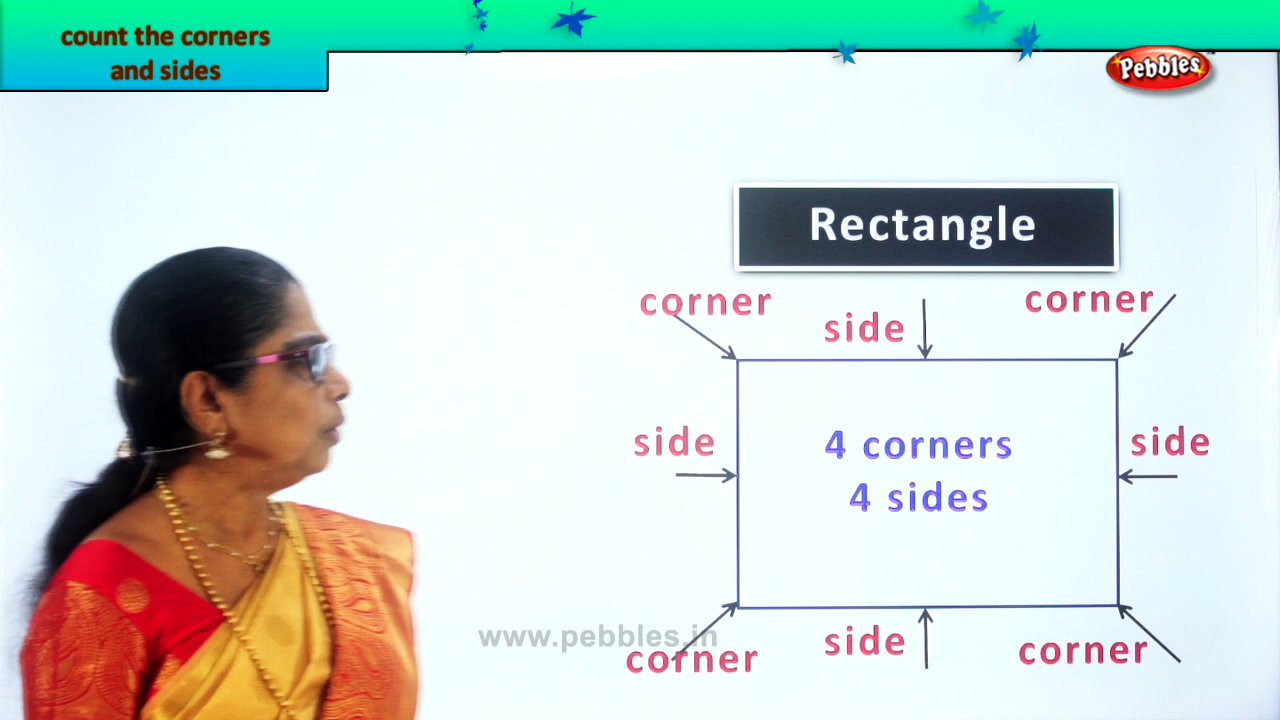 count the corners
and sides
Pebbles
Rectangle
corner
side
corner
side
4 corners
side
4 sides
www.pebbles.in
corner
side
corner